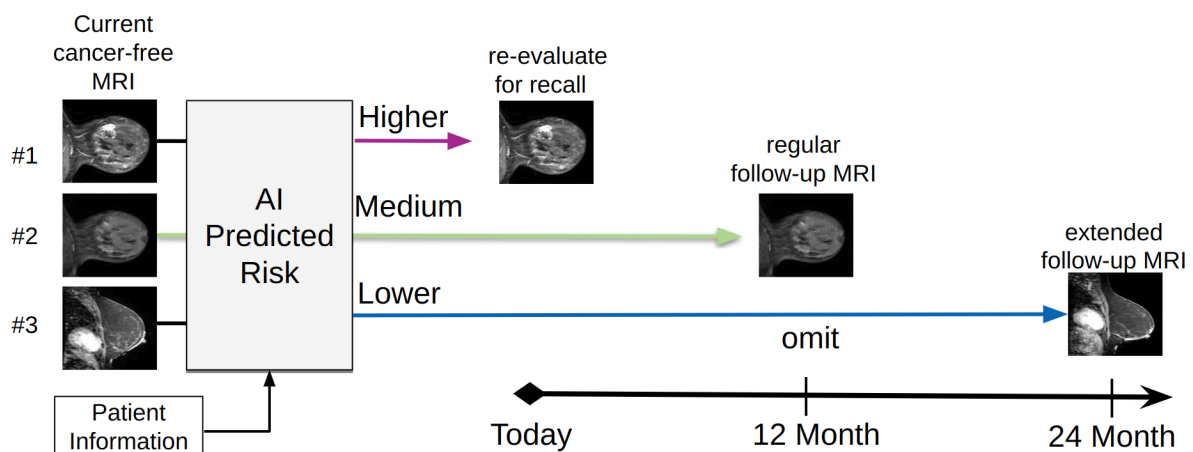 Current
cancer-free
MRI
#1
#2
#3
AI
Predicted
Risk
Patient
Information
Higher
Medium
Lower
re-evaluate
for recall
regular
follow-up MRI
extended
follow-up MRI
omit
Today
12 Month
24 Month